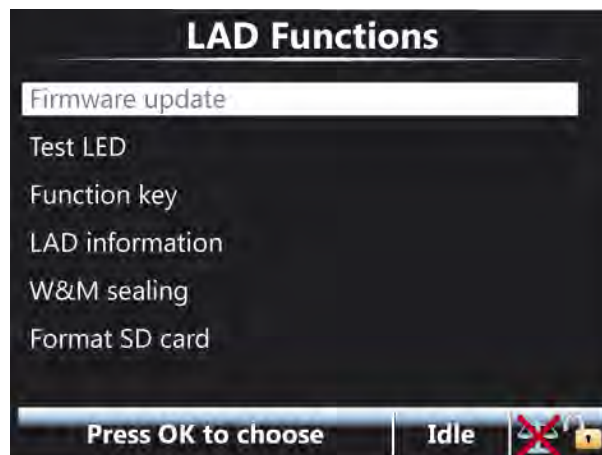 LAD Functions
Firmware update
Test LED
Function key
LAD information
W&M sealing
Format SD card
Press OK to choose Idle